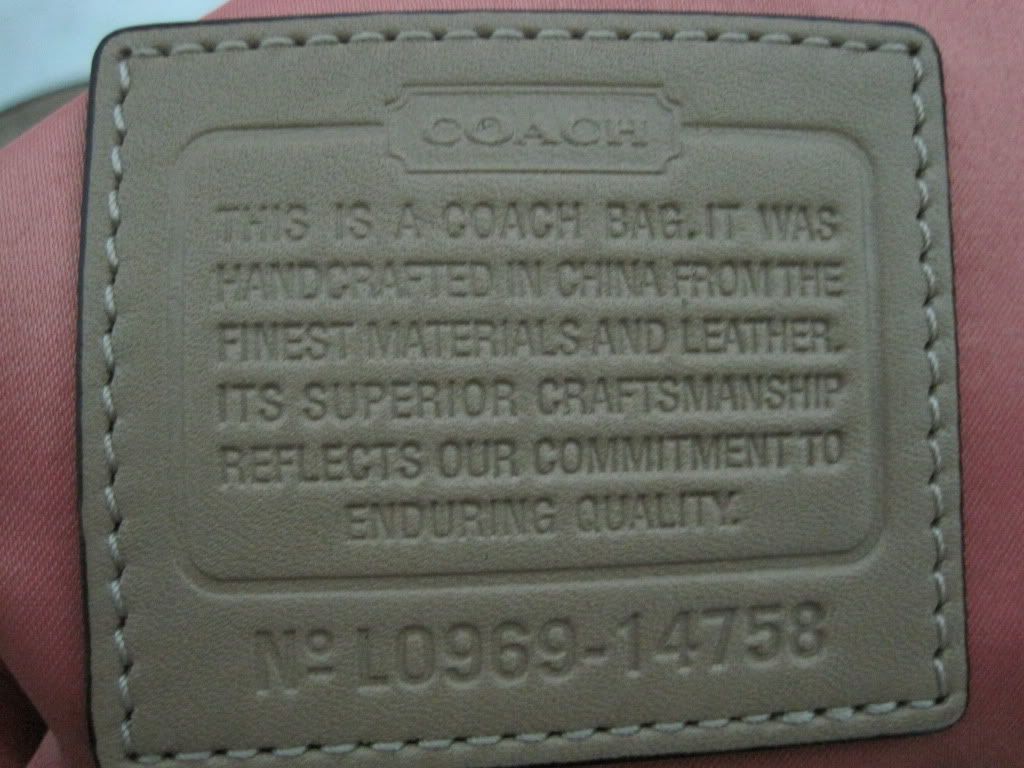 COACH
THIS IS A COACH BAG. IT WAS
HANDCRAFTED IN CHINA FROM THE
FINEST MATERIALS AND LEATHER.
ITS SUPERIOR CRAFTSMANSHIP
REFLECTS OUR COMMITMENT TO
ENDURING QUALITY.
Nº L0969-14758